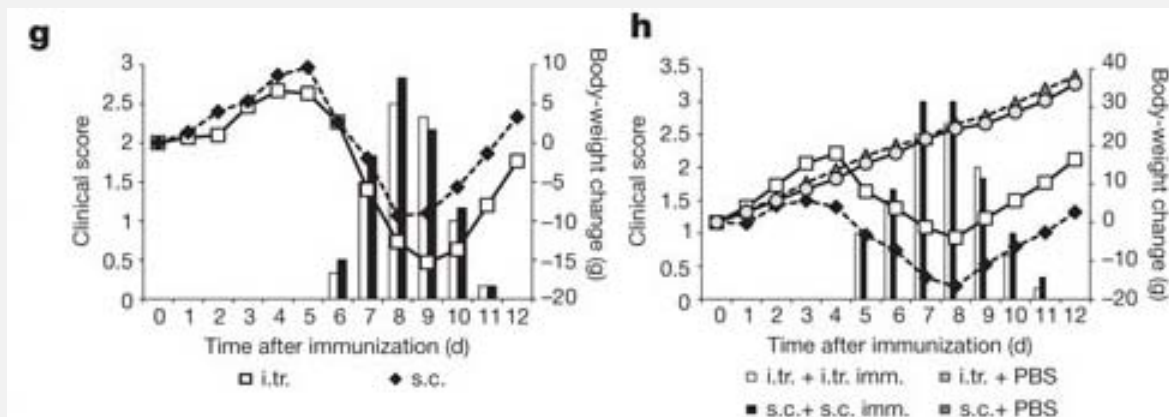 g
h
Clinical score
3
2.5
2
1.5
1
0.5
0
10
5
0
−5
−10
−15
−20
Body-weight change (g)
0 1 2 3 4 5 6 7 8 9 10 11 12
Time after immunization (d)
i.tr. s.c.
Clinical score
3.5
3
2.5
2
1.5
1
0.5
0
40
30
20
10
0
−10
−20
Body-weight change (g)
0 1 2 3 4 5 6 7 8 9 10 11 12
Time after immunization (d)
i.tr. + i.tr. imm. i.tr. + PBS
s.c.+ s.c. imm. s.c.+ PBS